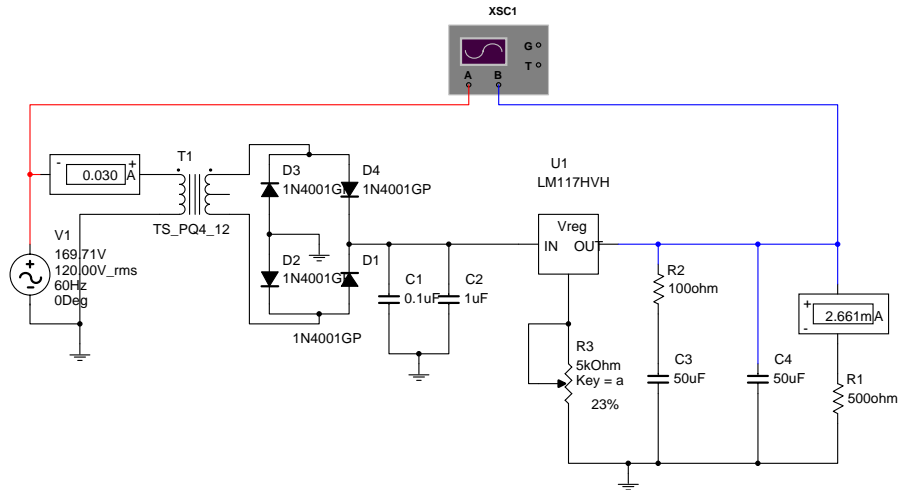 XSC1
G
T
A
B
-
+
0.030
A
T1
TS_PQ4_12
V1
169.71V
120.00V_rms
60Hz
0Deg
D3
1N4001GP
D4
1N4001GP
D2
1N4001GP
D1
1N4001GP
C1
0.1uF
C2
1uF
U1
LM117HVH
Vreg
IN OUT
R3
5kOhm
Key = a
23%
R2
100ohm
C3
50uF
C4
50uF
+
2.661mA
-
R1
500ohm